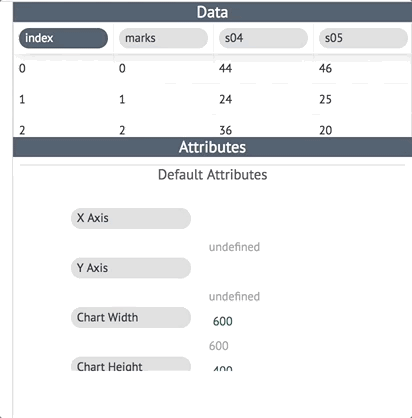 Data
index marks s04 s05
0 0 44 46
1 1 24 25
2 2 36 20
Attributes
Default Attributes
X Axis
undefined
Y Axis
undefined
Chart Width 600
600
Chart Height 400